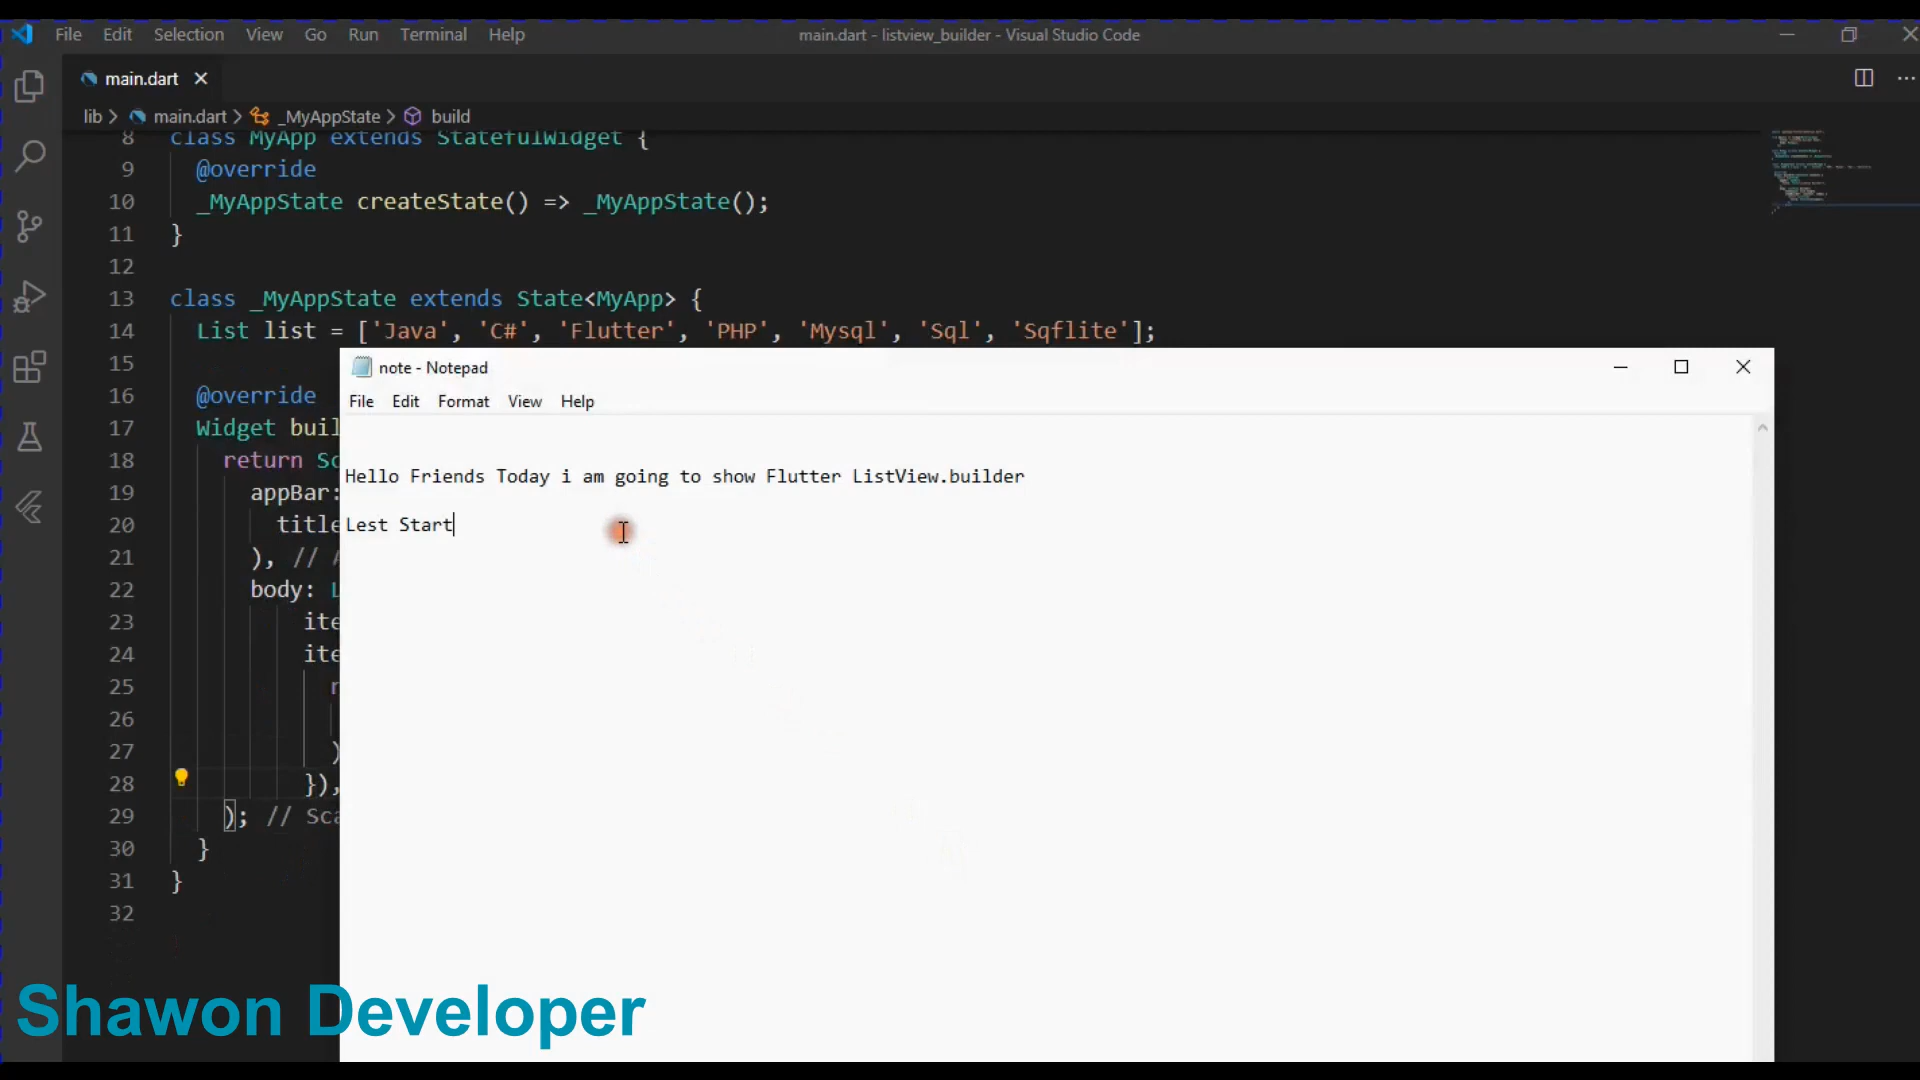 File Edit Selection View Go Run Terminal Help main.dart - listview_builder - Visual Studio Code
main.dart
lib > main.dart > _MyAppState > build
8 class MyApp extends StatefulWidget {
9 @override
10 _MyAppState createState() => _MyAppState();
11 }
12
13 class _MyAppState extends State<MyApp> {
14 List list = ['Java', 'C#', 'Flutter', 'PHP', 'Mysql', 'Sql', 'Sqflite'];
15
note - Notepad
File Edit Format View Help
16 @override
17 Widget buil
18 return Sc
19 appBar:
20 title
21 ), // A
22 body: L
23 ite
24 ite
25 r
26
27 )
28 }),
29 ); // Sca
30 }
31 }
32
Hello Friends Today i am going to show Flutter ListView.builder
Lest Start
Shawon Developer